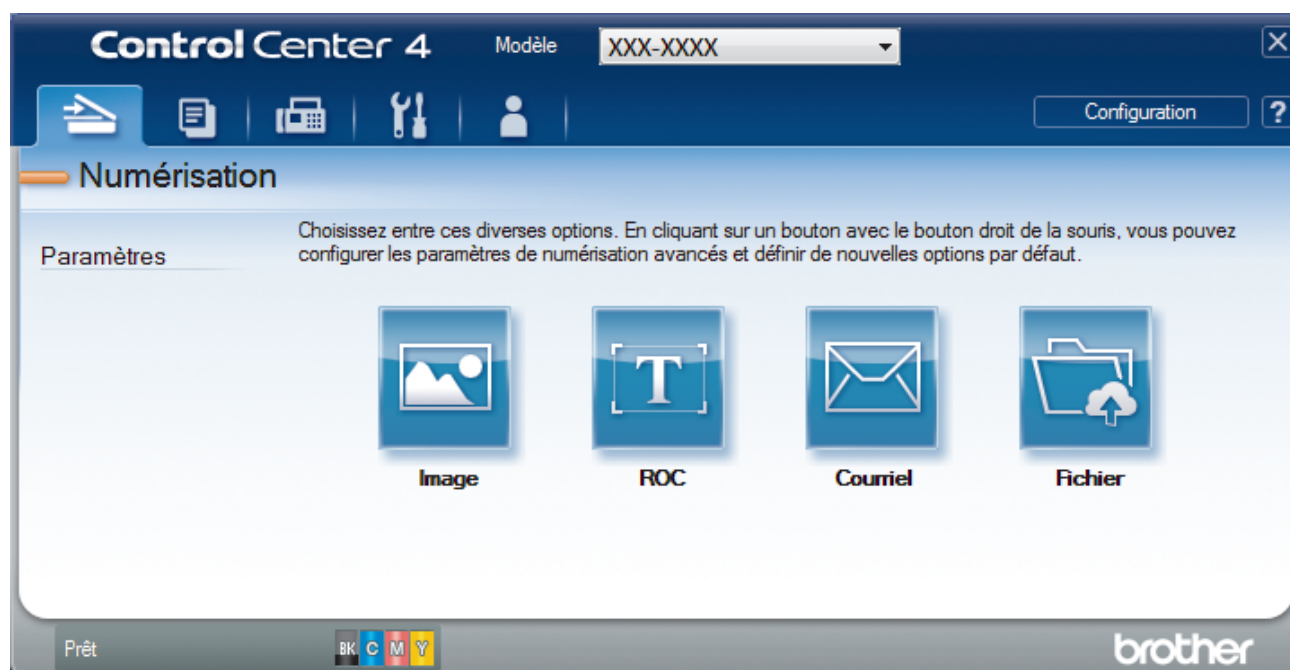 Control Center 4
Modèle
XXX-XXXX
Configuration
?
Numérisation
Paramètres
Choisissez entre ces diverses options. En cliquant sur un bouton avec le bouton droit de la souris, vous pouvez
configurer les paramètres de numérisation avancés et définir de nouvelles options par défaut.
T
Image
ROC
Courriel
Fichier
Prêt
BK C M Y
brother